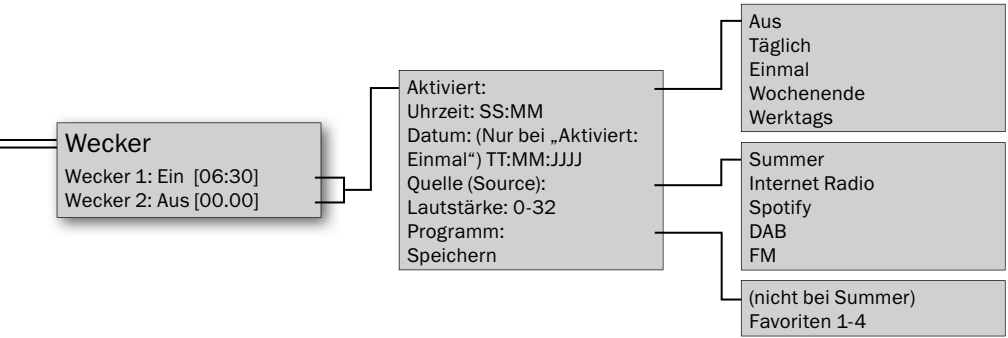 Wecker
Wecker 1: Ein [06:30]
Wecker 2: Aus [00.00]
Aktiviert:
Uhrzeit: SS:MM
Datum: (Nur bei „Aktiviert:
Einmal“) TT:MM:JJJJ
Quelle (Source):
Lautstärke: 0-32
Programm:
Speichern
Aus
Täglich
Einmal
Wochenende
Werktags
Summer
Internet Radio
Spotify
DAB
FM
(nicht bei Summer)
Favoriten 1-4